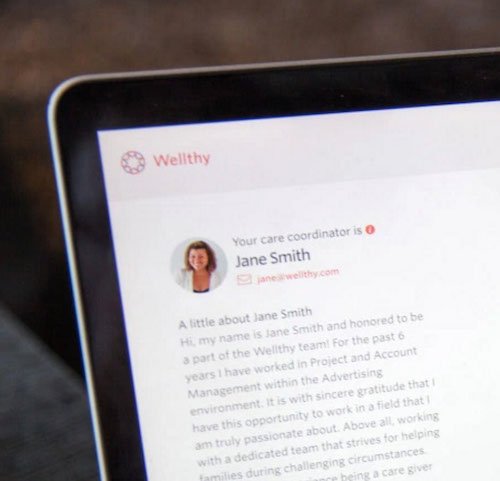 Wellthy
Your care coordinator is
Jane Smith
jane@wellthy.com
A little about Jane Smith
Hi, my name is Jane Smith and honored to be
a part of the Wellthy team! For the past 6
years I have worked in Project and Account
Management within the Advertising
environment. It is with sincere gratitude that I
have this opportunity to work in a field that I
am truly passionate about. Above all, working
with a dedicated team that strives for helping
families during challenging circumstances.
being a care giver